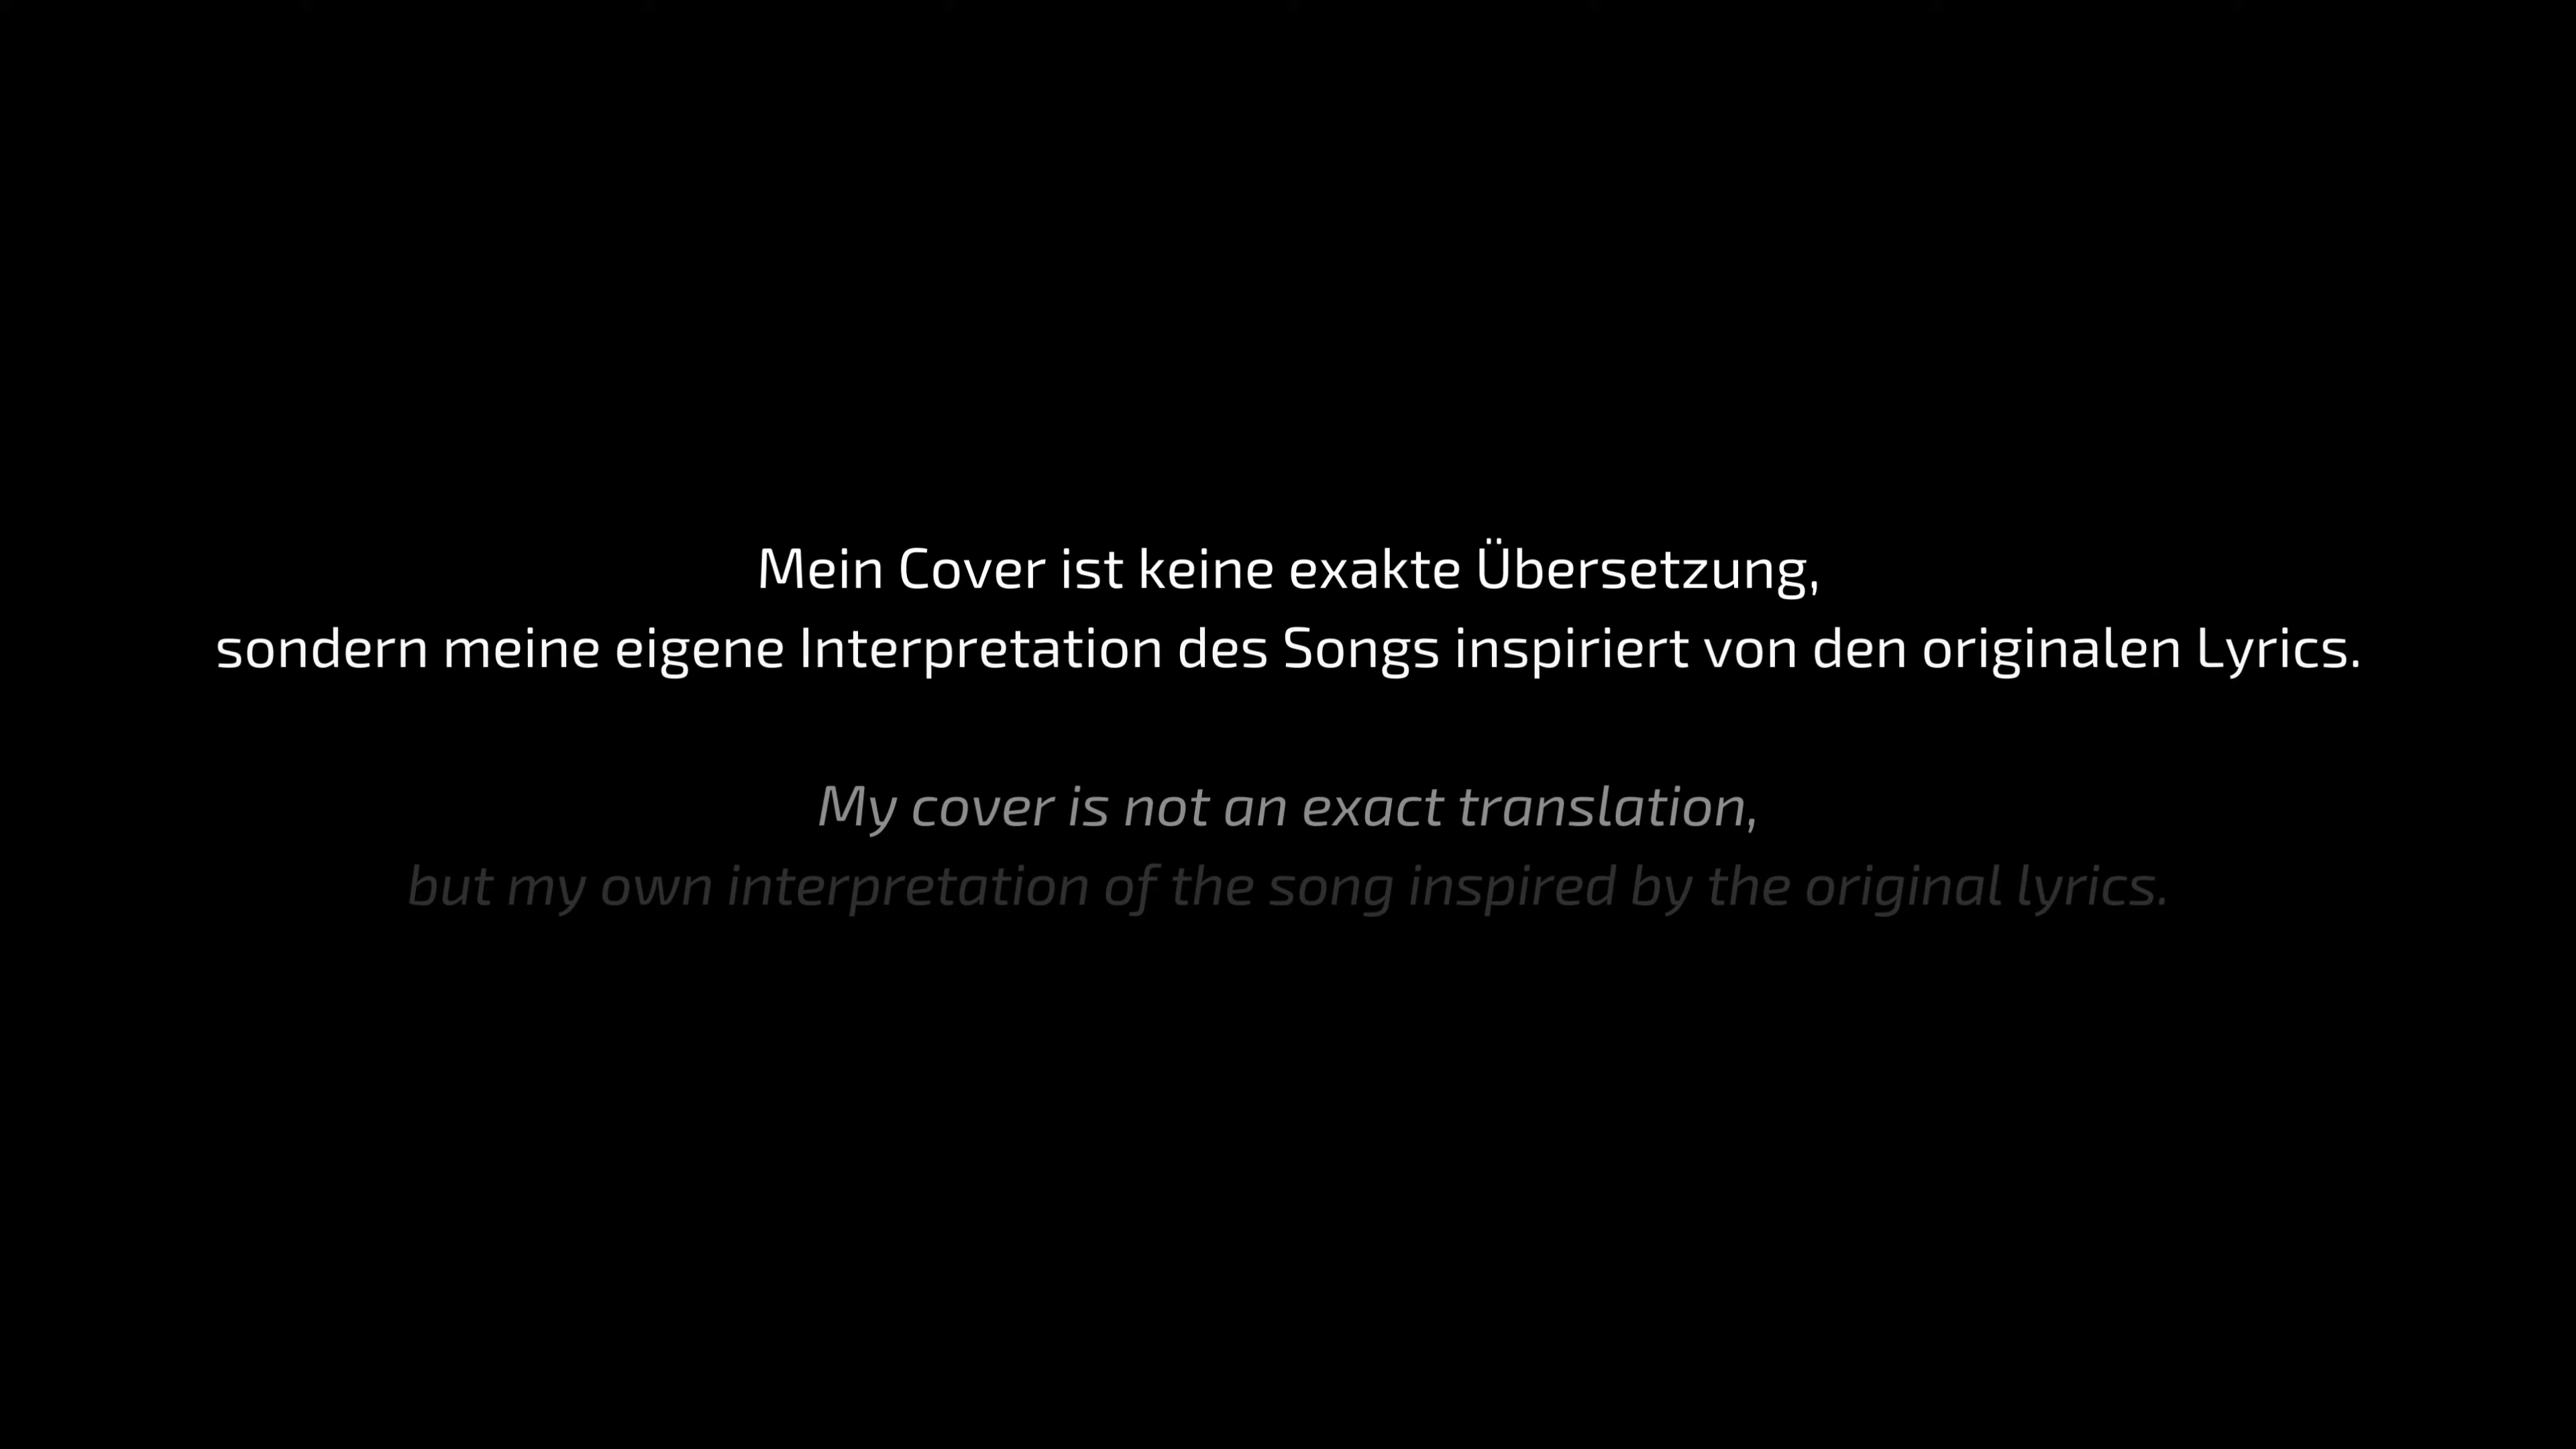 Mein Cover ist keine exakte Übersetzung,
sondern meine eigene Interpretation des Songs inspiriert von den originalen Lyrics.
My cover is not an exact translation,
but my own interpretation of the song inspired by the original lyrics.